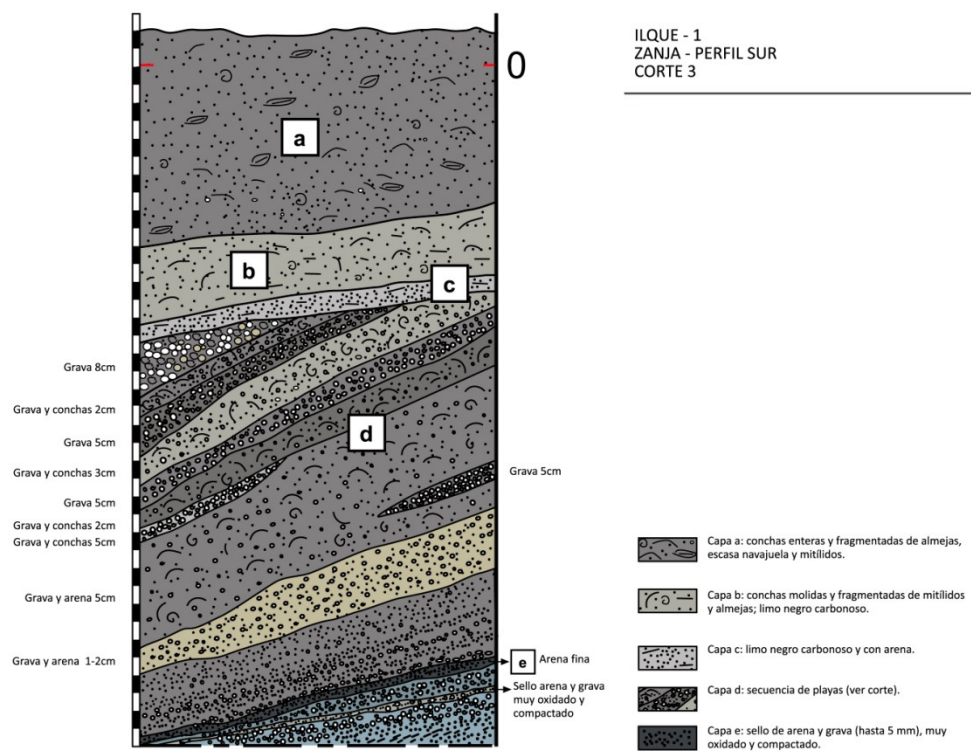 ILQUE - 1
ZANJA - PERFIL SUR
CORTE 3
0
a
b
c
d
Grava 8cm
Grava y conchas 2cm
Grava 5cm
Grava y conchas 3cm
Grava 5cm
Grava y conchas 2cm
Grava y conchas 5cm
Grava y arena 5cm
Grava y arena 1-2cm
Grava 5cm
e Arena fina
Sello arena y grava
muy oxidado y
compactado
Capa a: conchas enteras y fragmentadas de almejas,
escasa navajuela y mitílidos.
Capa b: conchas molidas y fragmentadas de mitílidos
y almejas; limo negro carbonoso.
Capa c: limo negro carbonoso y con arena.
Capa d: secuencia de playas (ver corte).
Capa e: sello de arena y grava (hasta 5 mm), muy
oxidado y compactado.